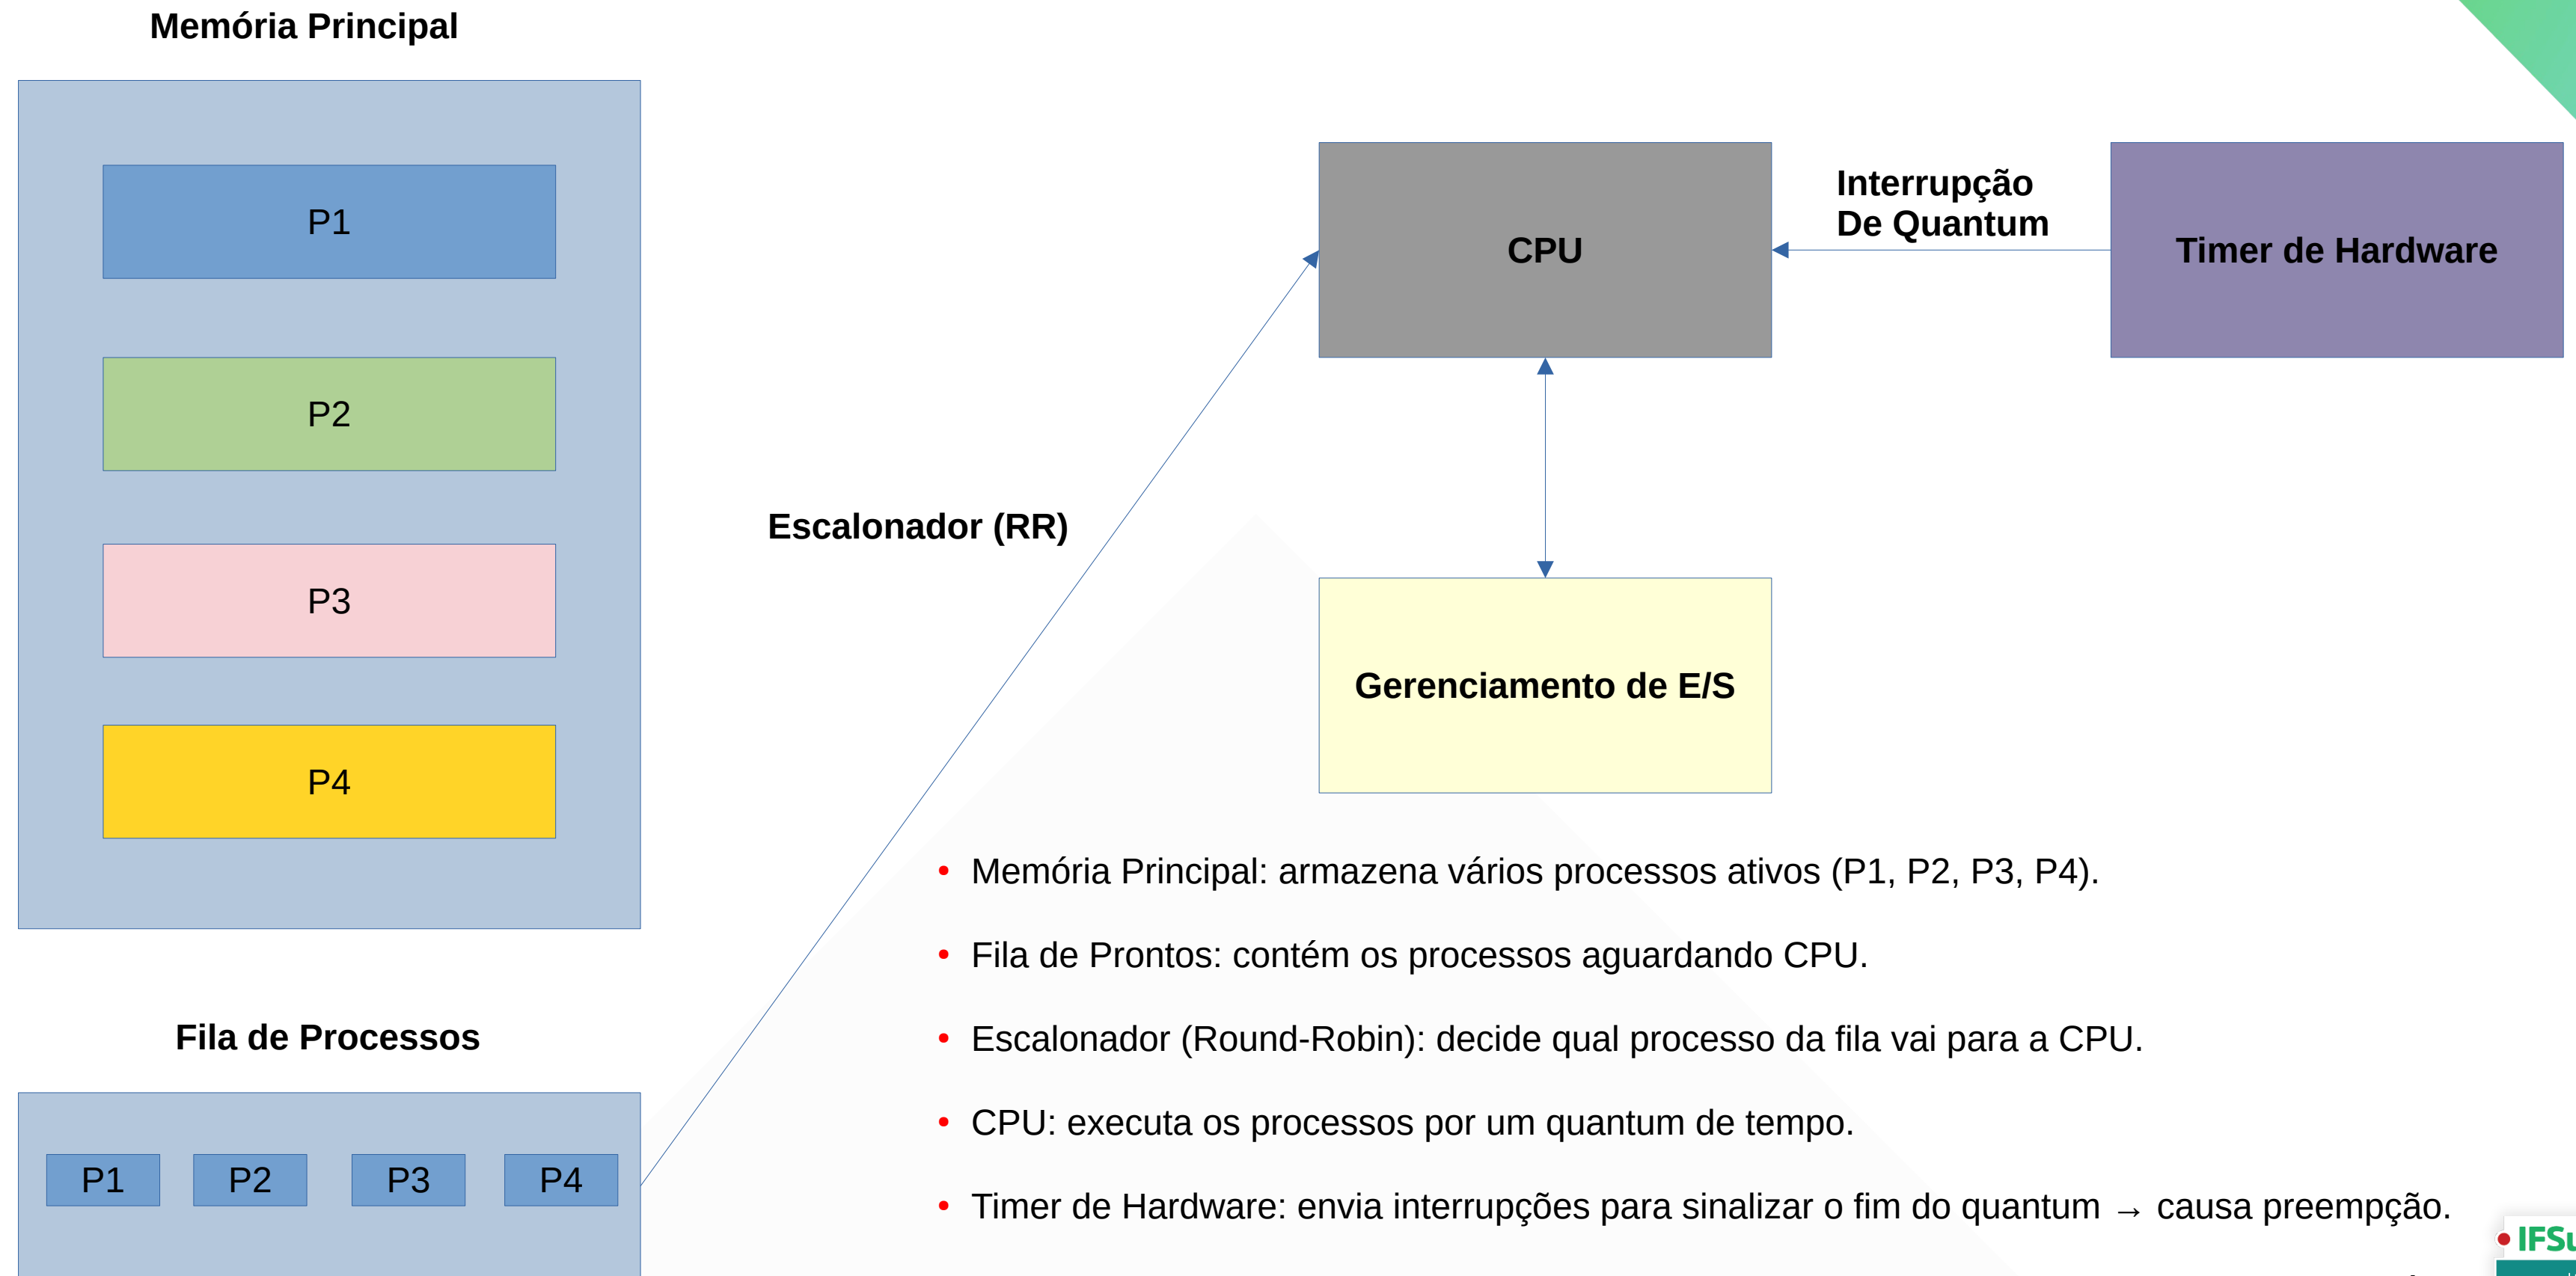 Memória Principal
P1
P2
P3
P4
Fila de Processos
P1 P2 P3 P4
Escalonador (RR)
CPU
Interrupção
De Quantum
Timer de Hardware
Gerenciamento de E/S
• Memória Principal: armazena vários processos ativos (P1, P2, P3, P4).
• Fila de Prontos: contém os processos aguardando CPU.
• Escalonador (Round-Robin): decide qual processo da fila vai para a CPU.
• CPU: executa os processos por um quantum de tempo.
• Timer de Hardware: envia interrupções para sinalizar o fim do quantum → causa preempção.